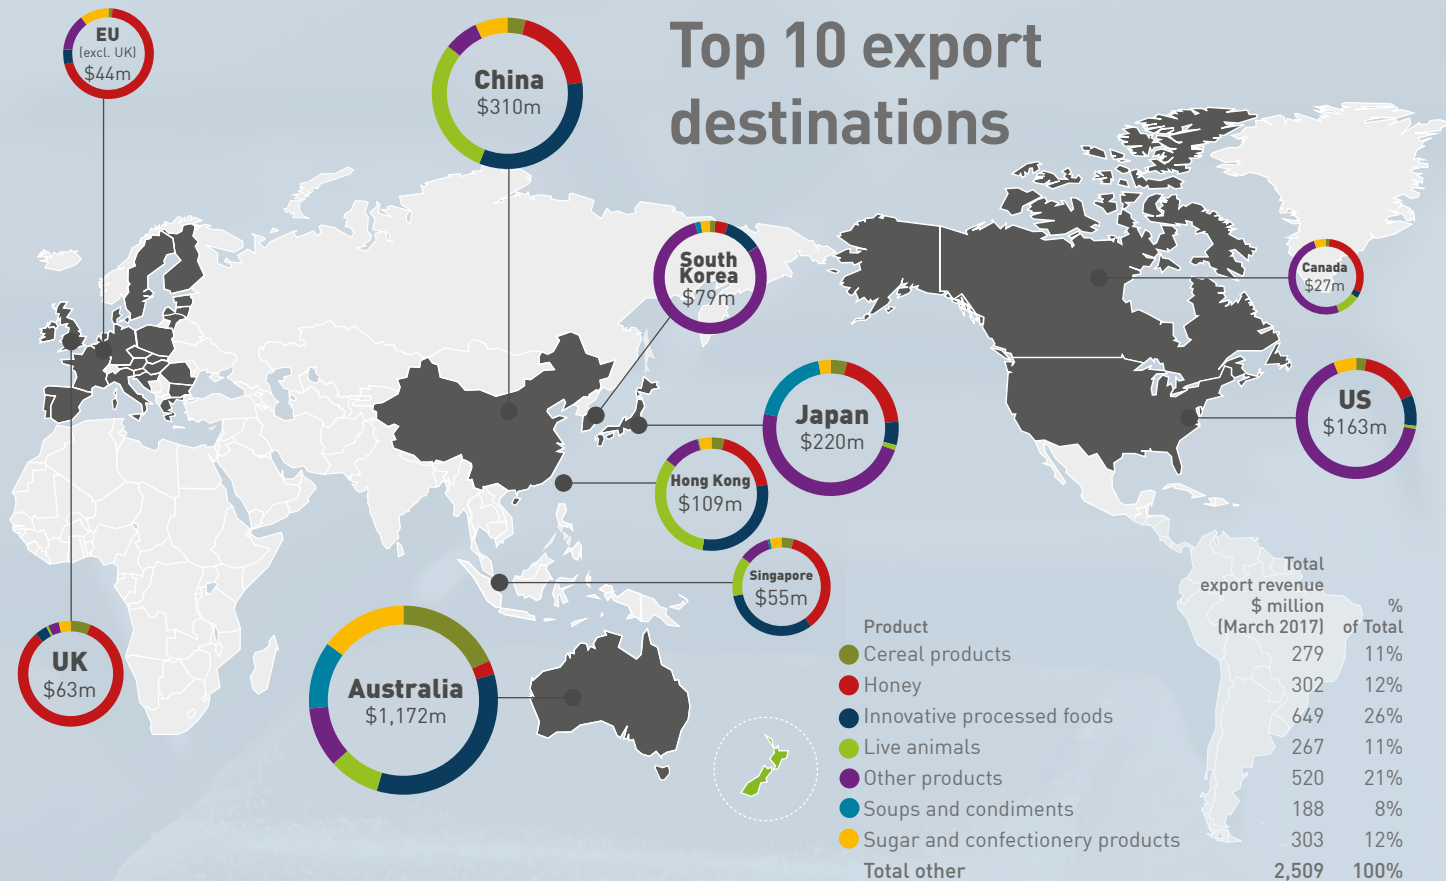 Top 10 export
destinations
EU
(excl. UK)
$44m
China
$310m
South
Korea
$79m
Canada
$27m
Japan
$220m
US
$163m
Hong Kong
$109m
Singapore
$55m
UK
$63m
Australia
$1,172m
Total
export revenue
$ million %
Product (March 2017) of Total
Cereal products 279 11%
Honey 302 12%
Innovative processed foods 649 26%
Live animals 267 11%
Other products 520 21%
Soups and condiments 188 8%
Sugar and confectionery products 303 12%
Total other 2,509 100%